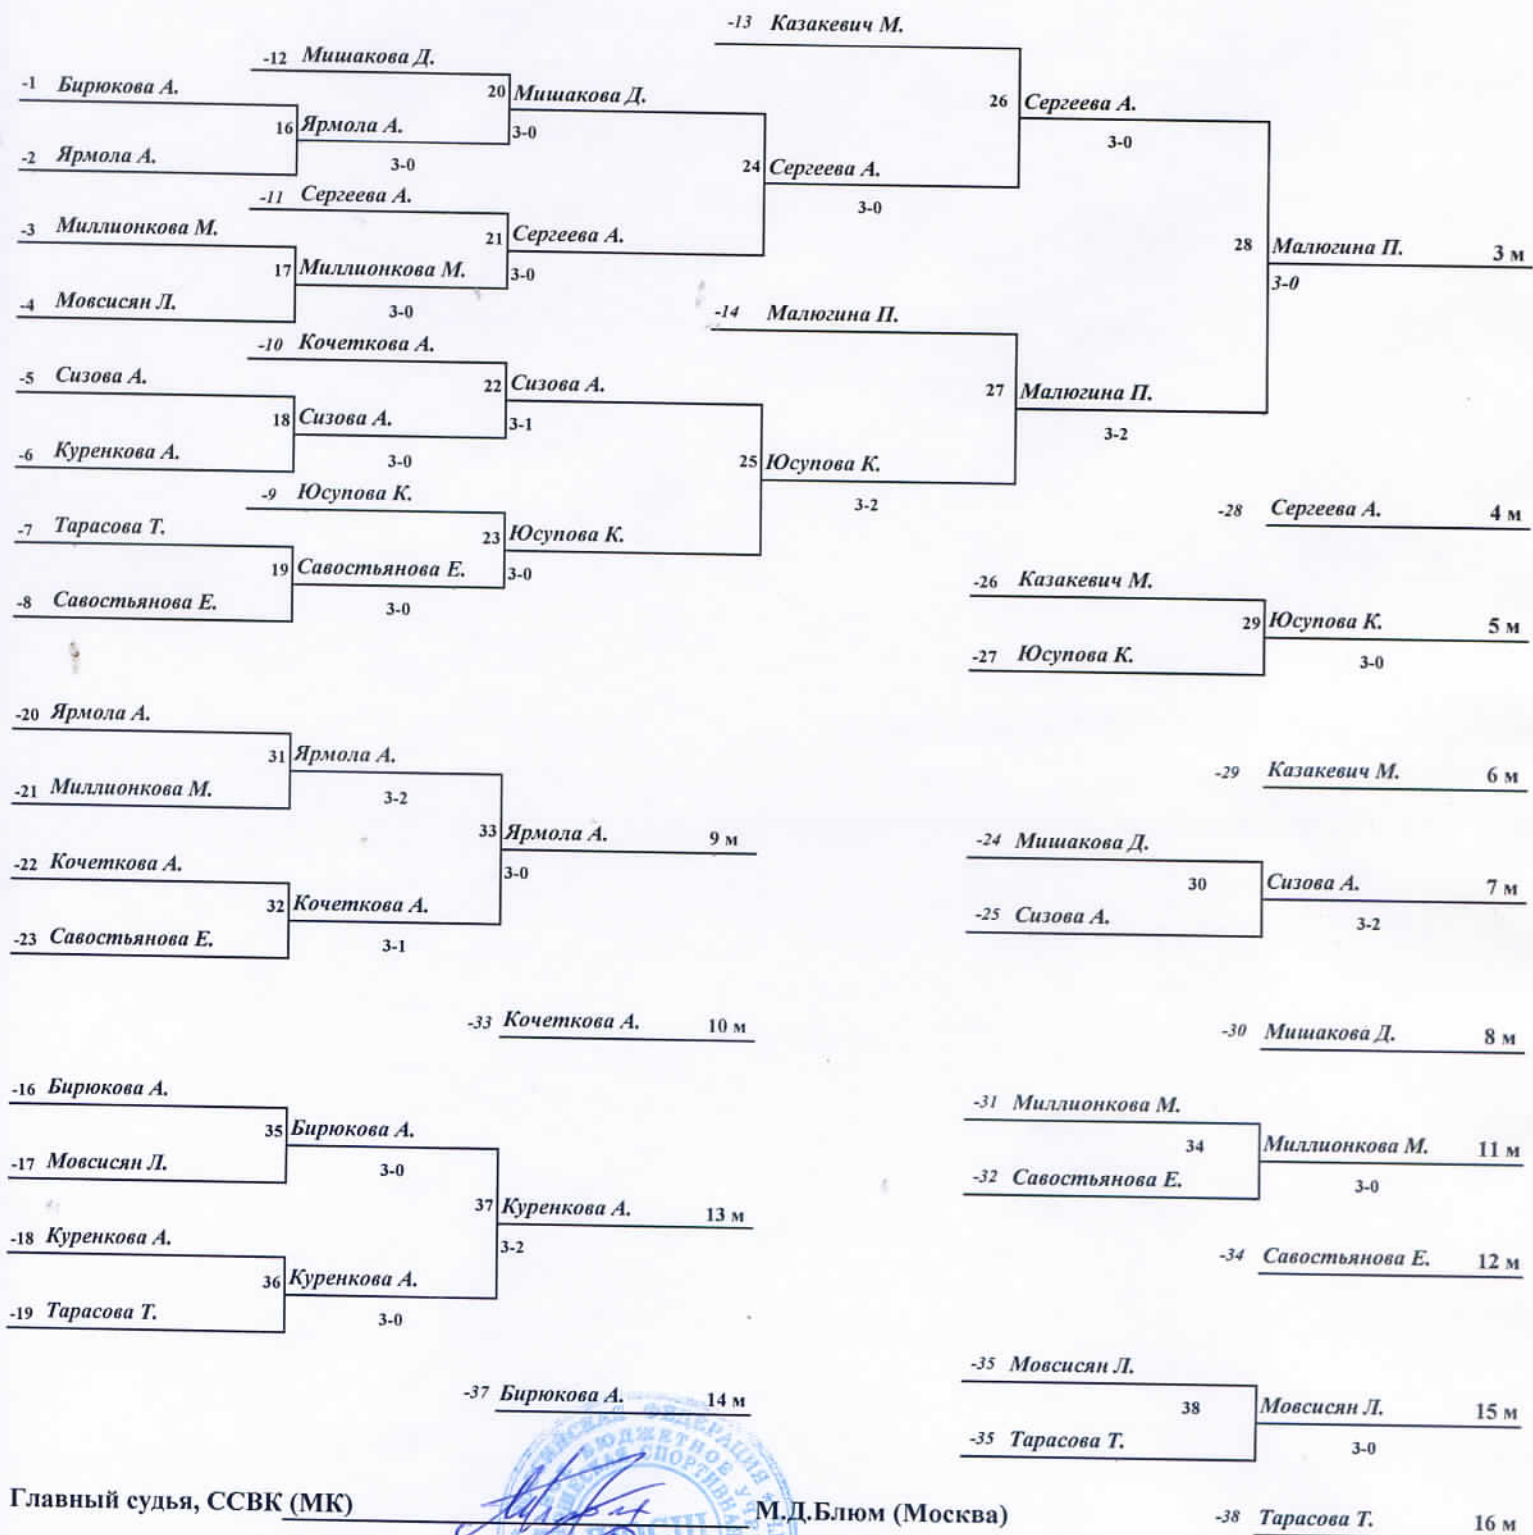 -13 Казакевич М.
-12 Мишакова Д.
-1 Бирюкова А.
20 Мишакова Д.
26 Сергеева А.
16 Ярмола А.
3-0
3-0
-2 Ярмола А.
3-0
24 Сергеева А.
-11 Сергеева А.
3-0
-3 Миллионкова М.
21 Сергеева А.
28 Малюгина П. 3 м
17 Миллионкова М.
3-0
3-0
-4 Мовсисян Л.
3-0
-14 Малюгина П.
-10 Кочеткова А.
-5 Сизова А.
22 Сизова А.
27 Малюгина П.
18 Сизова А.
3-1
3-2
-6 Куренкова А.
3-0
25 Юсупова К.
-9 Юсупова К.
3-2
-28 Сергеева А. 4 м
-7 Тарасова Т.
23 Юсупова К.
19 Савостьянова Е.
3-0
-26 Казакевич М.
-8 Савостьянова Е.
3-0
29 Юсупова К. 5 м
-27 Юсупова К.
3-0
-20 Ярмола А.
31 Ярмола А.
-29 Казакевич М. 6 м
-21 Миллионкова М.
3-2
33 Ярмола А. 9 м
-24 Мишакова Д.
-22 Кочеткова А.
3-0
30 Сизова А. 7 м
32 Кочеткова А.
-25 Сизова А.
3-2
-23 Савостьянова Е.
3-1
-33 Кочеткова А. 10 м
-30 Мишакова Д. 8 м
-16 Бирюкова А.
-31 Миллионкова М.
35 Бирюкова А.
34 Миллионкова М. 11 м
-17 Мовсисян Л.
3-0
-32 Савостьянова Е.
3-0
37 Куренкова А. 13 м
-18 Куренкова А.
3-2
-34 Савостьянова Е. 12 м
36 Куренкова А.
-19 Тарасова Т.
3-0
-35 Мовсисян Л.
-37 Бирюкова А. 14 м
38 Мовсисян Л. 15 м
-35 Тарасова Т.
3-0
ФЕДЕРАЦИЯ
БЮДЖЕТНОЕ
Главный судья, ССВК (МК) М.Д.Блюм (Москва)
-38 Тарасова Т. 16 м